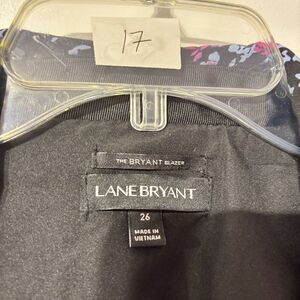 17
THE BRYANT BLAZER
LANE BRYANT
26
MADE IN
VIETNAM